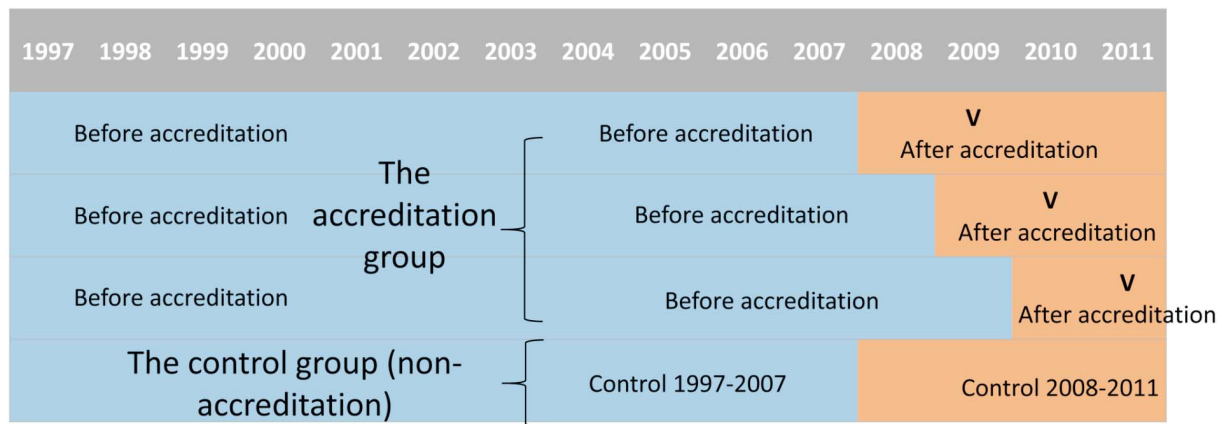 1997 1998 1999 2000 2001 2002 2003 2004 2005 2006 2007 2008 2009 2010 2011
Before accreditation
Before accreditation
V
After accreditation
The
accreditation
group
Before accreditation
Before accreditation
V
After accreditation
Before accreditation
Before accreditation
V
After accreditation
The control group (non-
accreditation)
Control 1997-2007
Control 2008-2011